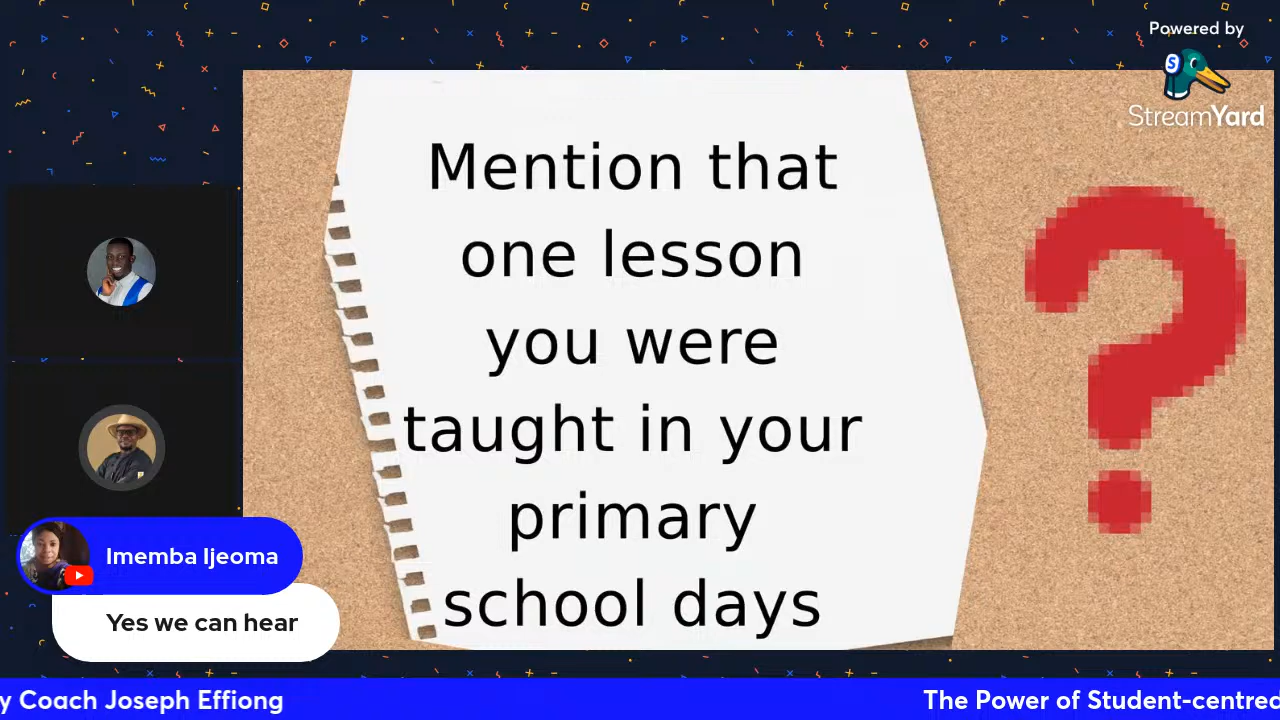 Powered by
StreamYard
Mention that
one lesson
you were
taught in your
primary
school days
Imemba Ijeoma
Yes we can hear
y Coach Joseph Effiong
The Power of Student-centred